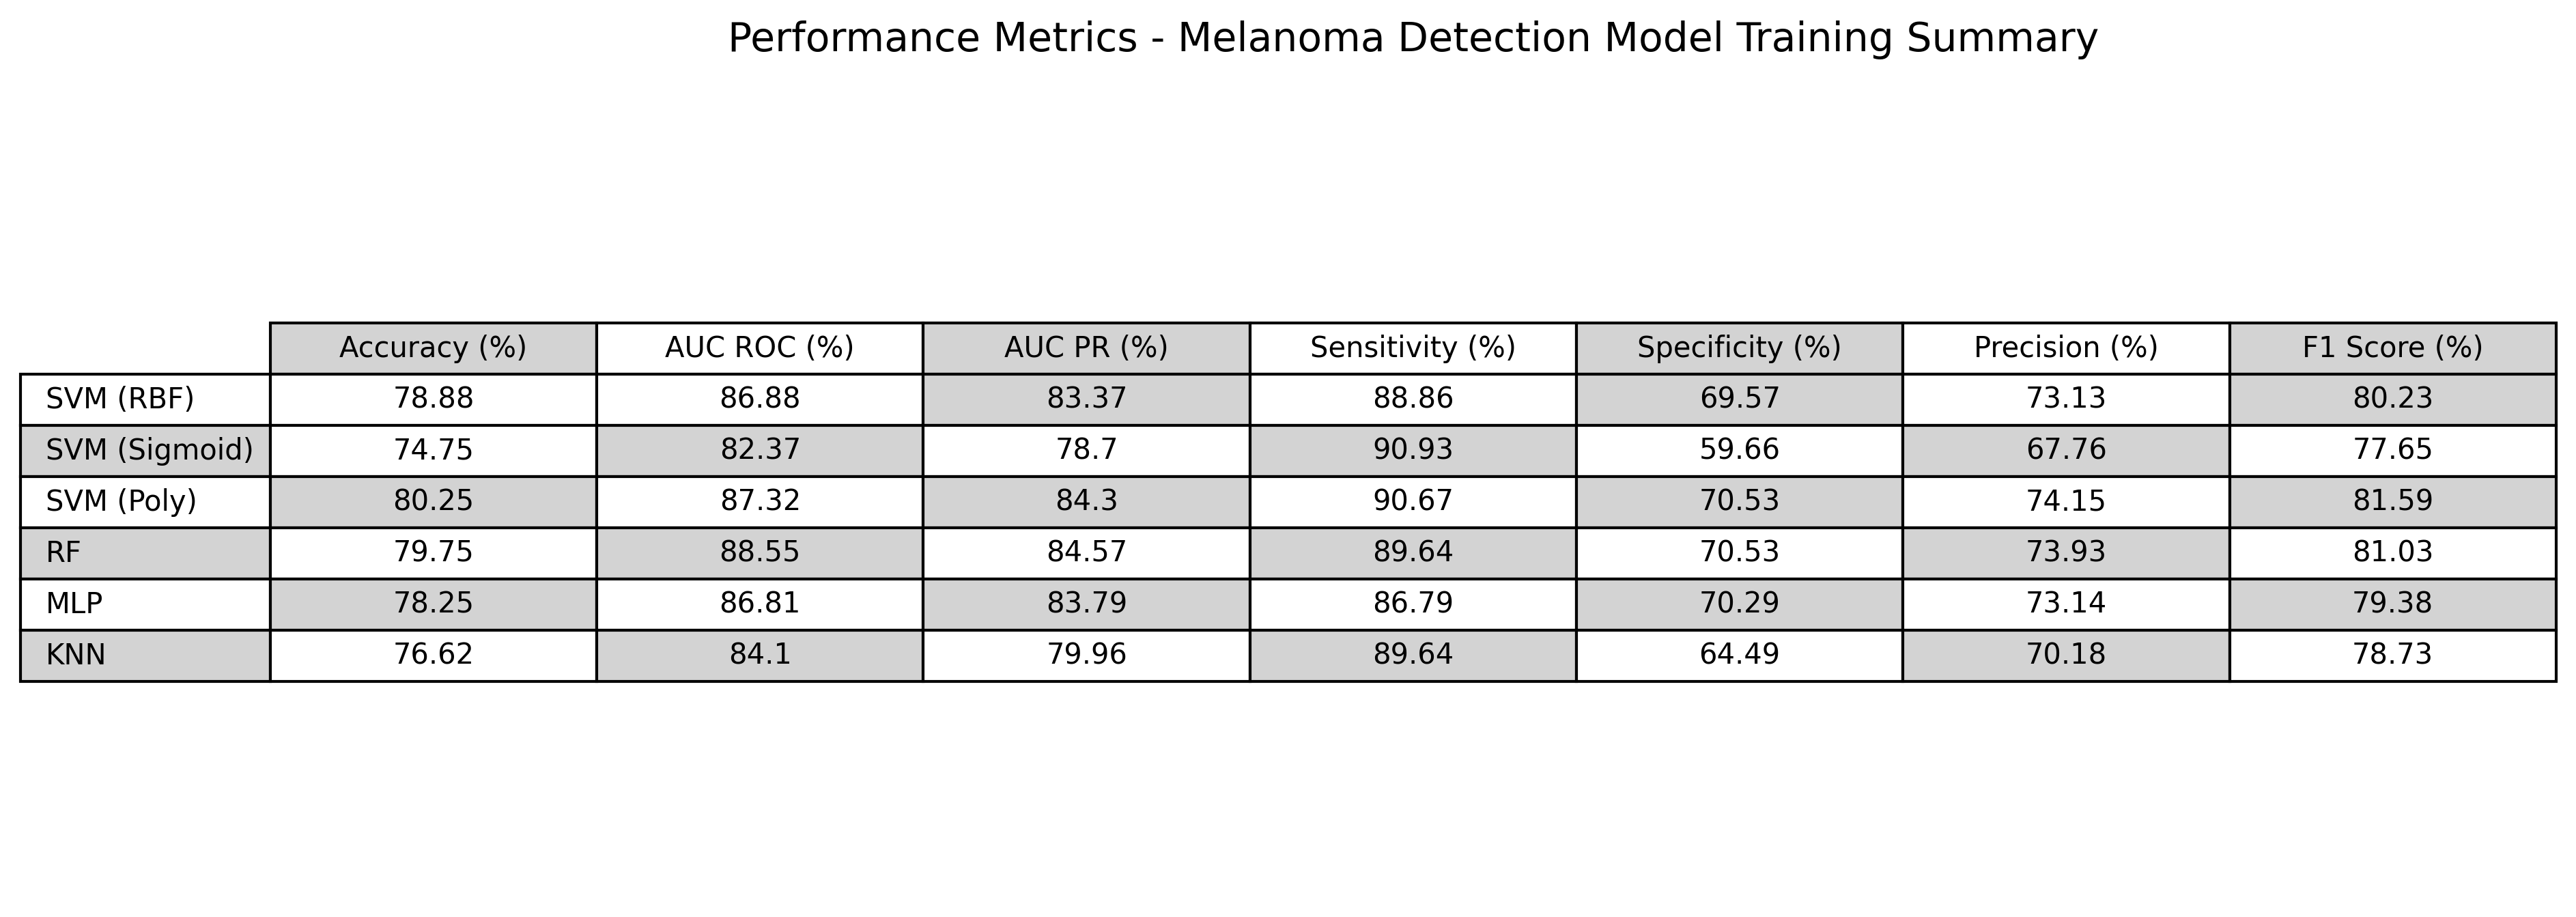 Performance Metrics - Melanoma Detection Model Training Summary
Accuracy (%) AUC ROC (%) AUC PR (%) Sensitivity (%) Specificity (%) Precision (%) F1 Score (%)
SVM (RBF) 78.88 86.88 83.37 88.86 69.57 73.13 80.23
SVM (Sigmoid) 74.75 82.37 78.7 90.93 59.66 67.76 77.65
SVM (Poly) 80.25 87.32 84.3 90.67 70.53 74.15 81.59
RF 79.75 88.55 84.57 89.64 70.53 73.93 81.03
MLP 78.25 86.81 83.79 86.79 70.29 73.14 79.38
KNN 76.62 84.1 79.96 89.64 64.49 70.18 78.73